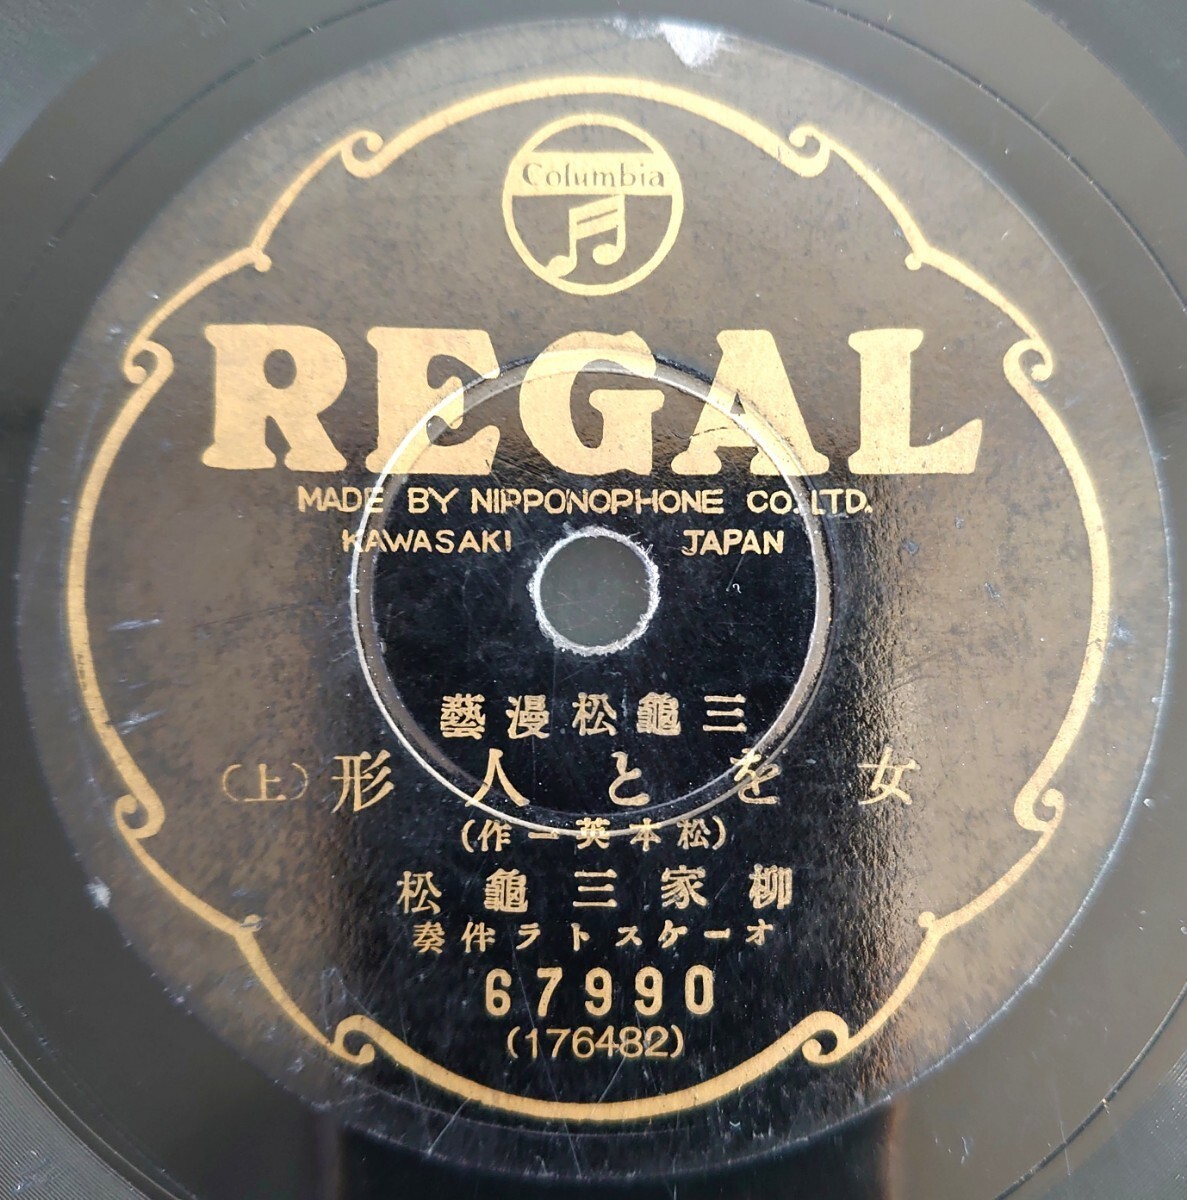 Columbia
REGAL
MADE BY NIPPONOPHONE CO. LTD.
KAWASAKI JAPAN
三龜松漫藝
女をと人形(上)
(松本英一作)
柳家三龜松
オーケストラ伴奏
67990
(176482)